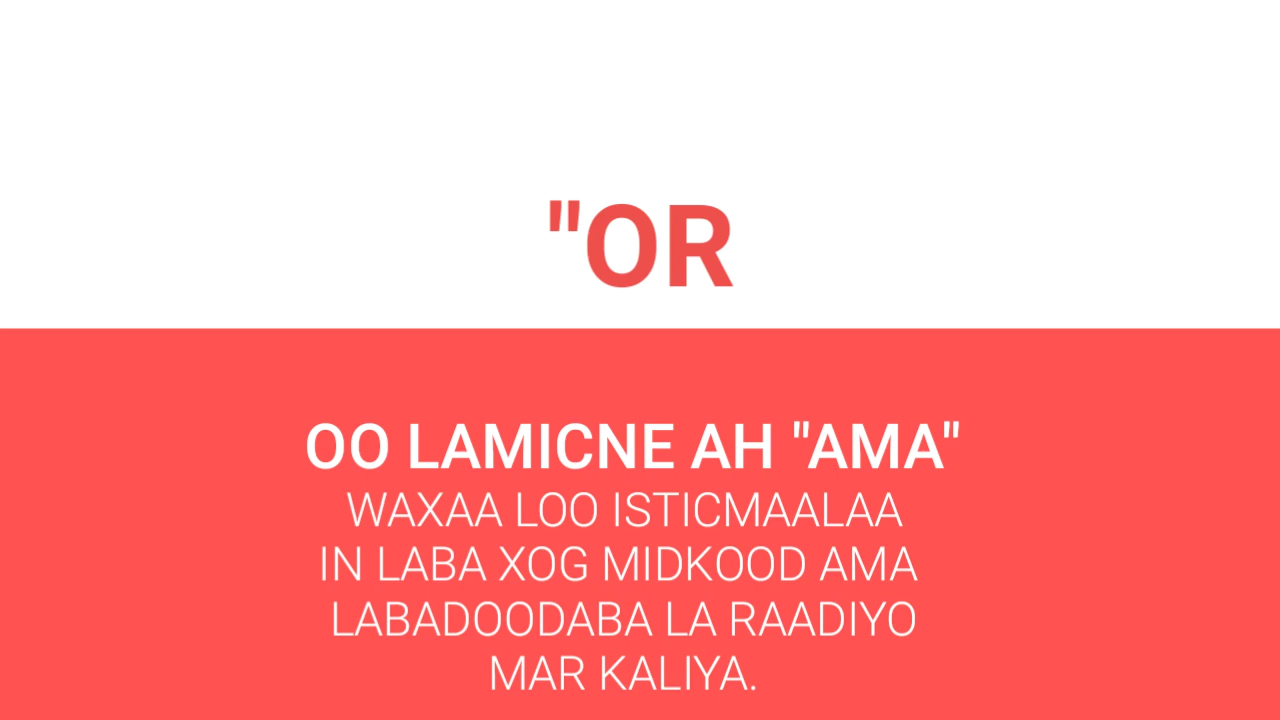 "OR
OO LAMICNE AH "AMA"
WAXAA LOO ISTICMAALAA
IN LABA XOG MIDKOOD AMA
LABADOODABA LA RAADIYO
MAR KALIYA.